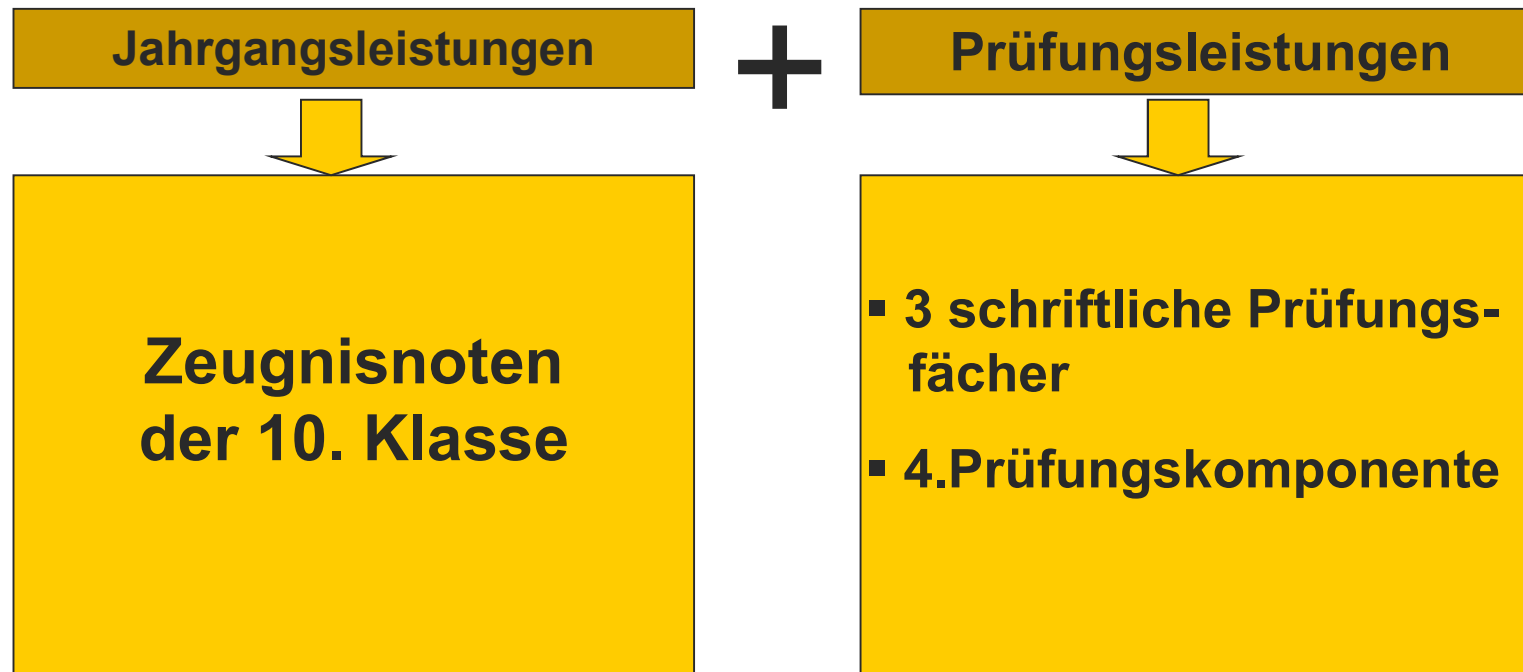 Jahrgangsleistungen
+
Prüfungsleistungen
Zeugnisnoten
der 10. Klasse
▪ 3 schriftliche Prüfungs-
fächer
▪ 4.Prüfungskomponente